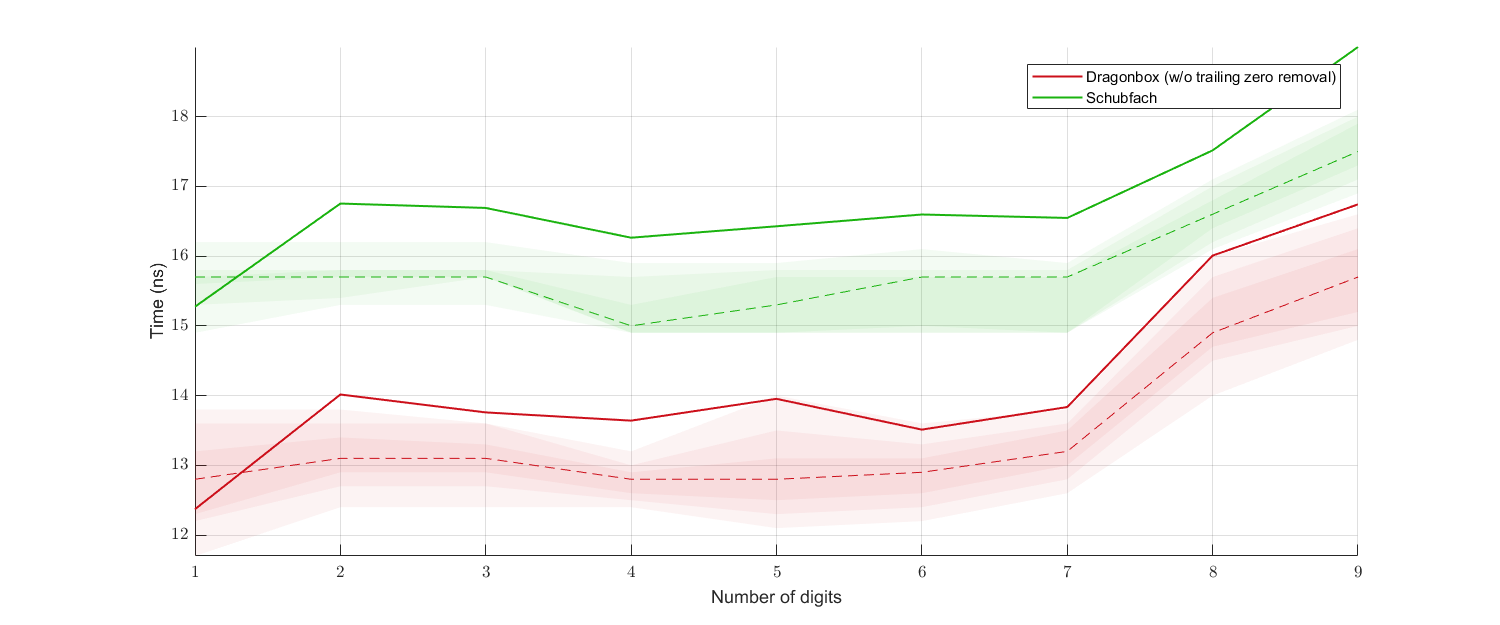 Dragonbox (w/o trailing zero removal)
Schubfach
18
17
16
15
14
13
12
Time (ns)
1 2 3 4 5 6 7 8 9
Number of digits